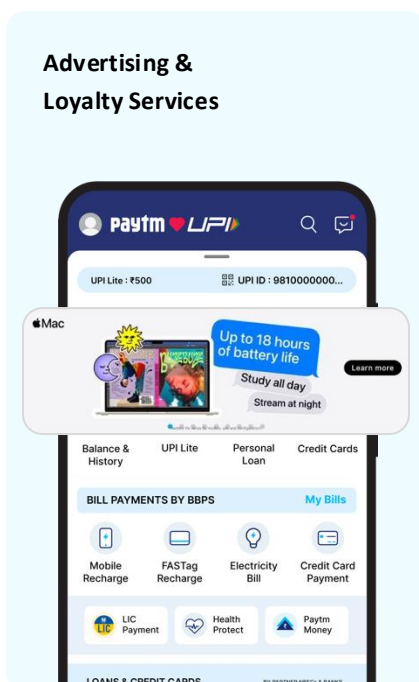 Advertising &
Loyalty Services
paytm UPI
UPI Lite : ₹500 UPI ID : 9810000000...
Mac
Up to 18 hours
of battery life
Learn more
Study all day
Stream at night
Balance &
History
UPI Lite
Personal
Loan
Credit Cards
BILL PAYMENTS BY BBPS My Bills
Mobile
Recharge
FASTag
Recharge
Electricity
Bill
Credit Card
Payment
LIC
LIC
Payment
Health
Protect
Paytm
Money
LOANS & CREDIT CARDS